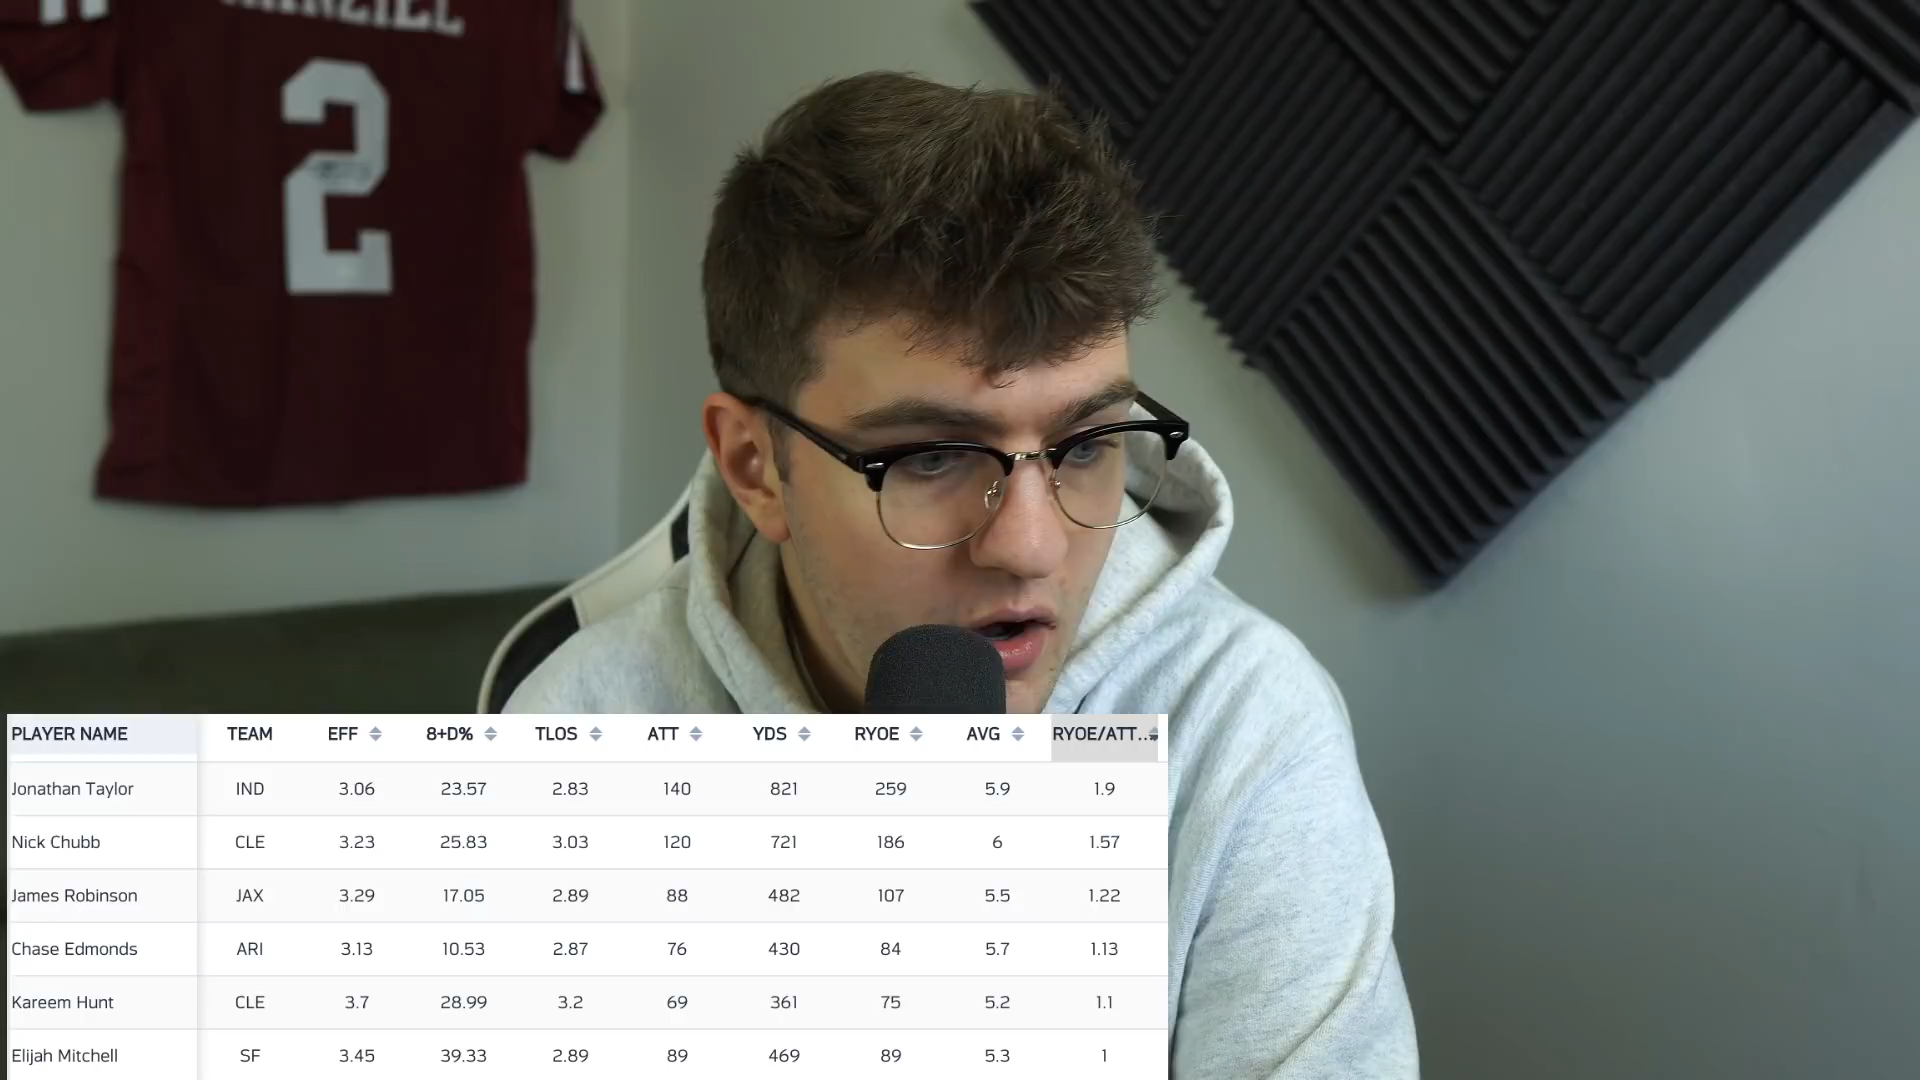 2
PLAYER NAME TEAM EFF 8+D% TLOS ATT YDS RYOE AVG RYOE/ATT...
Jonathan Taylor IND 3.06 23.57 2.83 140 821 259 5.9 1.9
Nick Chubb CLE 3.23 25.83 3.03 120 721 186 6 1.57
James Robinson JAX 3.29 17.05 2.89 88 482 107 5.5 1.22
Chase Edmonds ARI 3.13 10.53 2.87 76 430 84 5.7 1.13
Kareem Hunt CLE 3.7 28.99 3.2 69 361 75 5.2 1.1
Elijah Mitchell SF 3.45 39.33 2.89 89 469 89 5.3 1